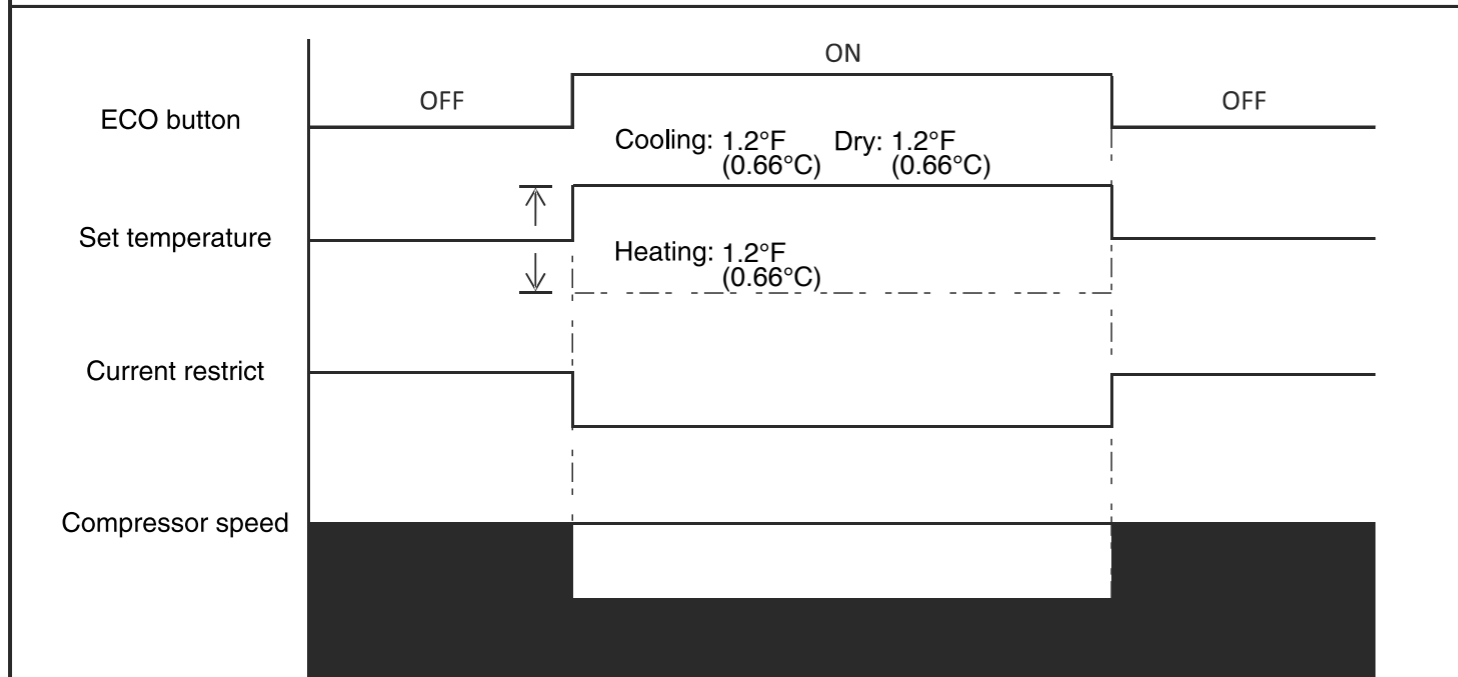 ON
OFF
OFF
ECO button
Cooling: 1.2°F Dry: 1.2°F
(0.66°C) (0.66°C)
Set temperature
Heating: 1.2°F
(0.66°C)
Current restrict
Compressor speed